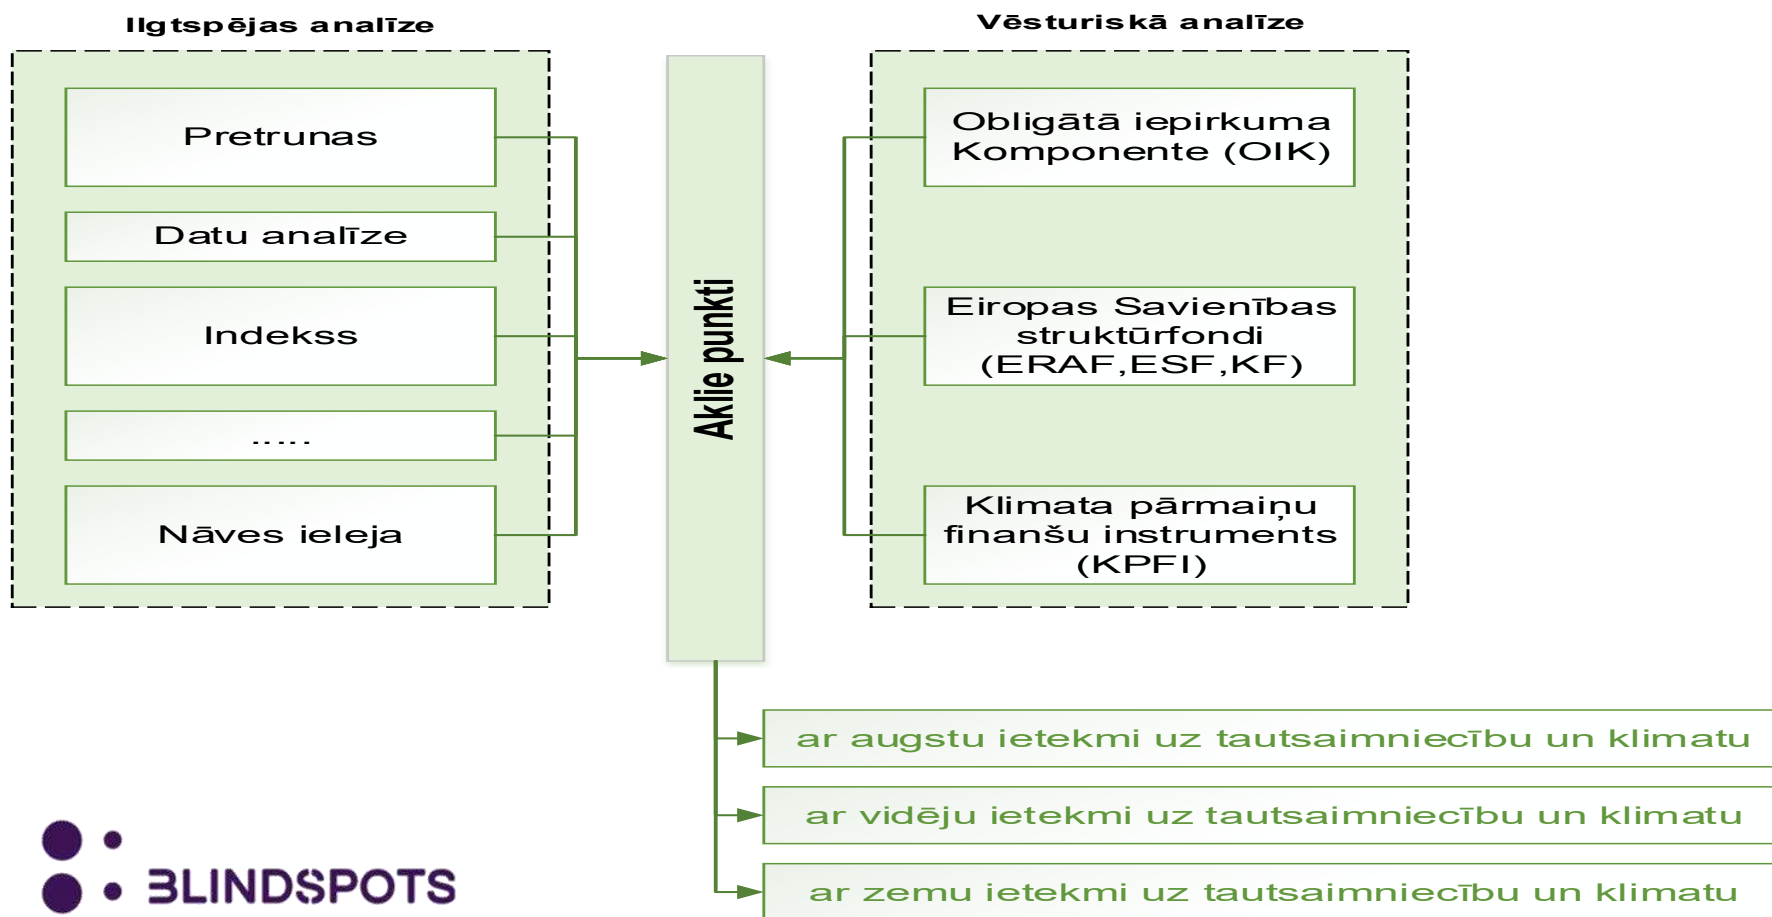 Ilgtspējas analīze
Pretrunas
Datu analīze
Indekss
.....
Nāves ieleja
Aklie punkti
Vēsturiskā analīze
Obligātā iepirkuma
Komponente (OIK)
Eiropas Savienības
struktūrfondi
(ERAF,ESF,KF)
Klimata pārmaiņu
finanšu instruments
(KPFI)
ar augstu ietekmi uz tautsaimniecību un klimatu
ar vidēju ietekmi uz tautsaimniecību un klimatu
ar zemu ietekmi uz tautsaimniecību un klimatu
BLINDSPOTS